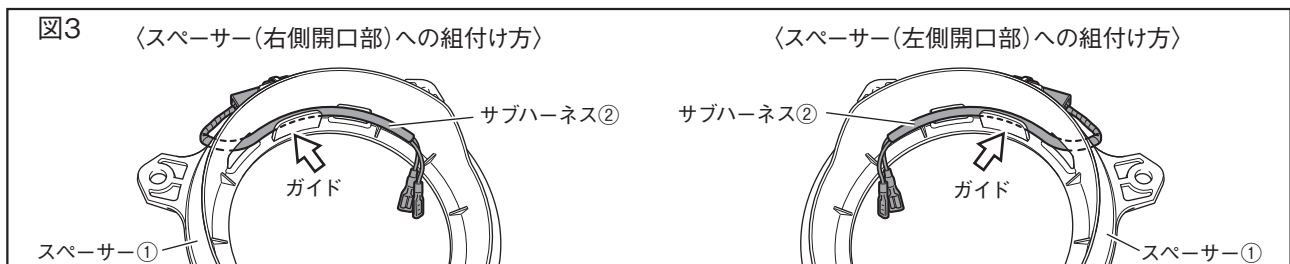 図3
〈スペーサー（右側開口部）への組付け方〉
サブハーネス②
ガイド
スペーサー①
〈スペーサー（左側開口部）への組付け方〉
サブハーネス②
ガイド
スペーサー①